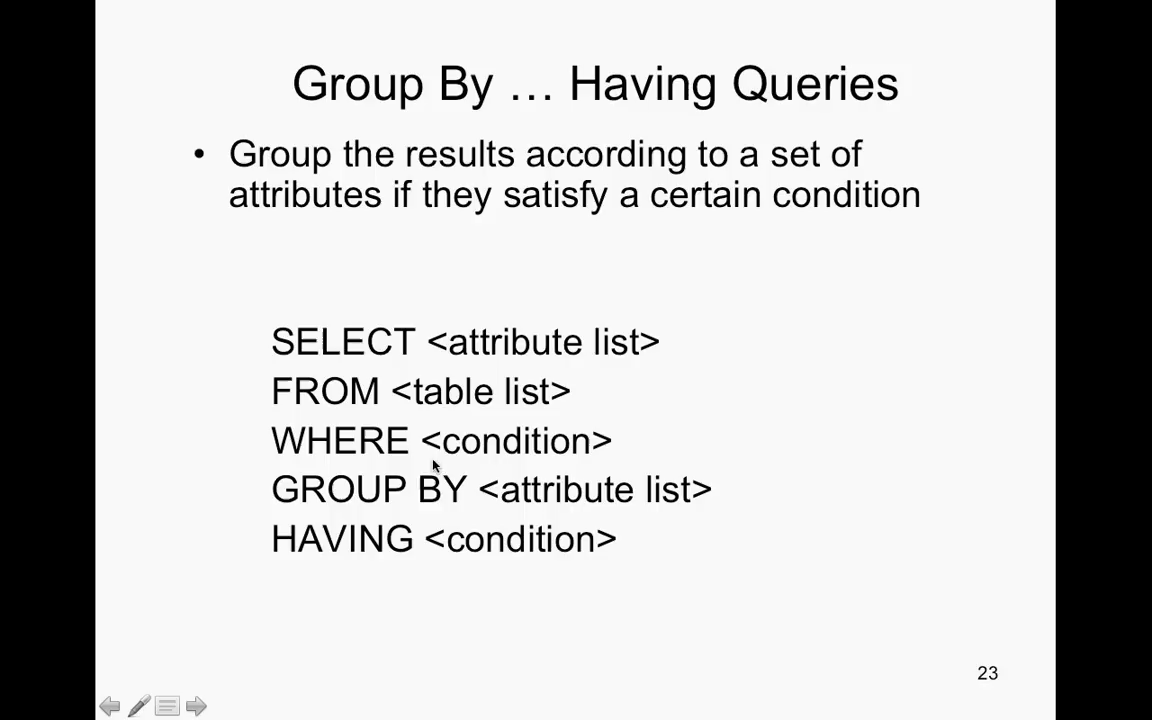 Group By … Having Queries
• Group the results according to a set of
attributes if they satisfy a certain condition
SELECT <attribute list>
FROM <table list>
WHERE <condition>
GROUP BY <attribute list>
HAVING <condition>
23